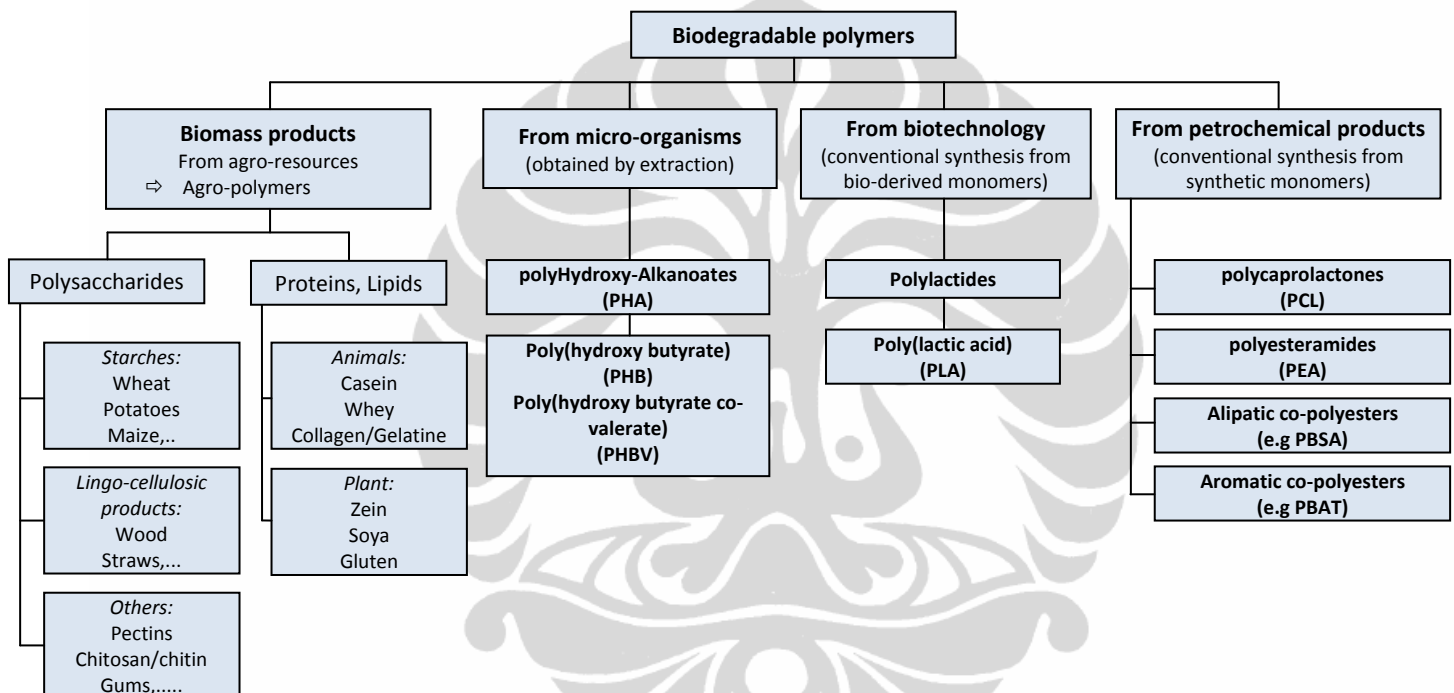 Biodegradable polymers
Biomass products
From agro-resources
⇨ Agro-polymers
From micro-organisms
(obtained by extraction)
From biotechnology
(conventional synthesis from
bio-derived monomers)
From petrochemical products
(conventional synthesis from
synthetic monomers)
Polysaccharides
Proteins, Lipids
polyHydroxy-Alkanoates
(PHA)
Polylactides
polycaprolactones
(PCL)
Starches:
Wheat
Potatoes
Maize,..
Animals:
Casein
Whey
Collagen/Gelatine
Poly(hydroxy butyrate)
(PHB)
Poly(hydroxy butyrate co-
valerate)
(PHBV)
Poly(lactic acid)
(PLA)
polyesteramides
(PEA)
Alipatic co-polyesters
(e.g PBSA)
Lingo-cellulosic
products:
Wood
Straws,...
Plant:
Zein
Soya
Gluten
Aromatic co-polyesters
(e.g PBAT)
Others:
Pectins
Chitosan/chitin
Gums,.....